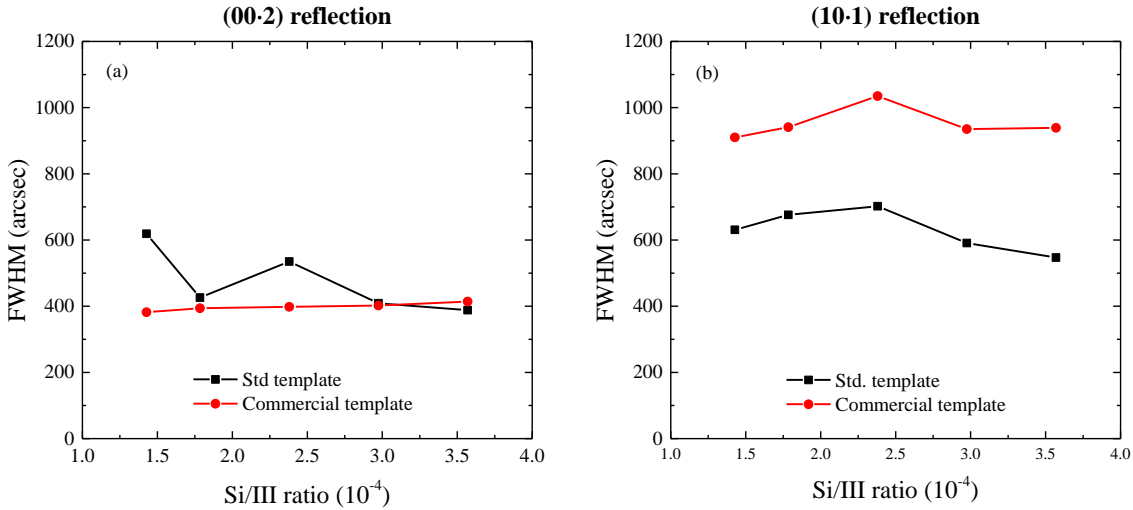 (00·2) reflection
1200
1000
800
600
400
200
0
FWHM (arcsec)
(a)
Std template
Commercial template
1.0 1.5 2.0 2.5 3.0 3.5 4.0
Si/III ratio (10-4)
(10·1) reflection
1200
1000
800
600
400
200
0
FWHM (arcsec)
(b)
Std. template
Commercial template
1.0 1.5 2.0 2.5 3.0 3.5 4.0
Si/III ratio (10-4)